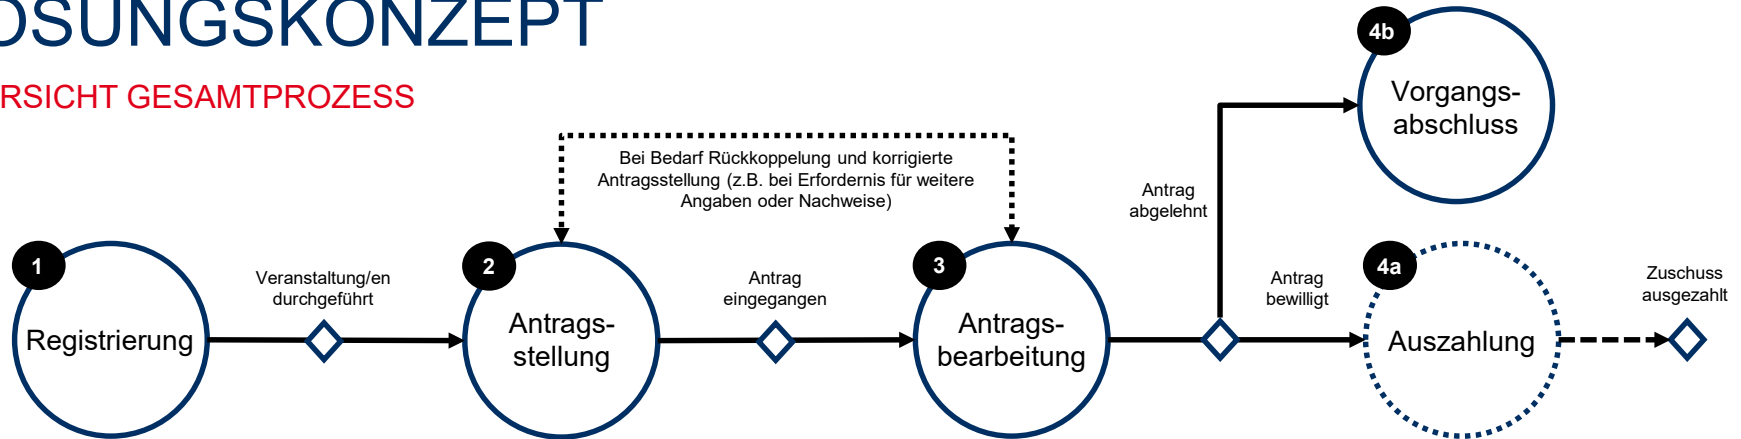 ÖSUNGSKONZEPT
RSICHT GESAMTPROZESS
4b
Vorgangs-
abschluss
Bei Bedarf Rückkoppelung und korrigierte
Antragsstellung (z.B. bei Erfordernis für weitere
Angaben oder Nachweise)
Antrag
abgelehnt
1
Registrierung
Veranstaltung/en
durchgeführt
2
Antrags-
stellung
Antrag
eingegangen
3
Antrags-
bearbeitung
Antrag
bewilligt
4a
Auszahlung
Zuschuss
ausgezahlt